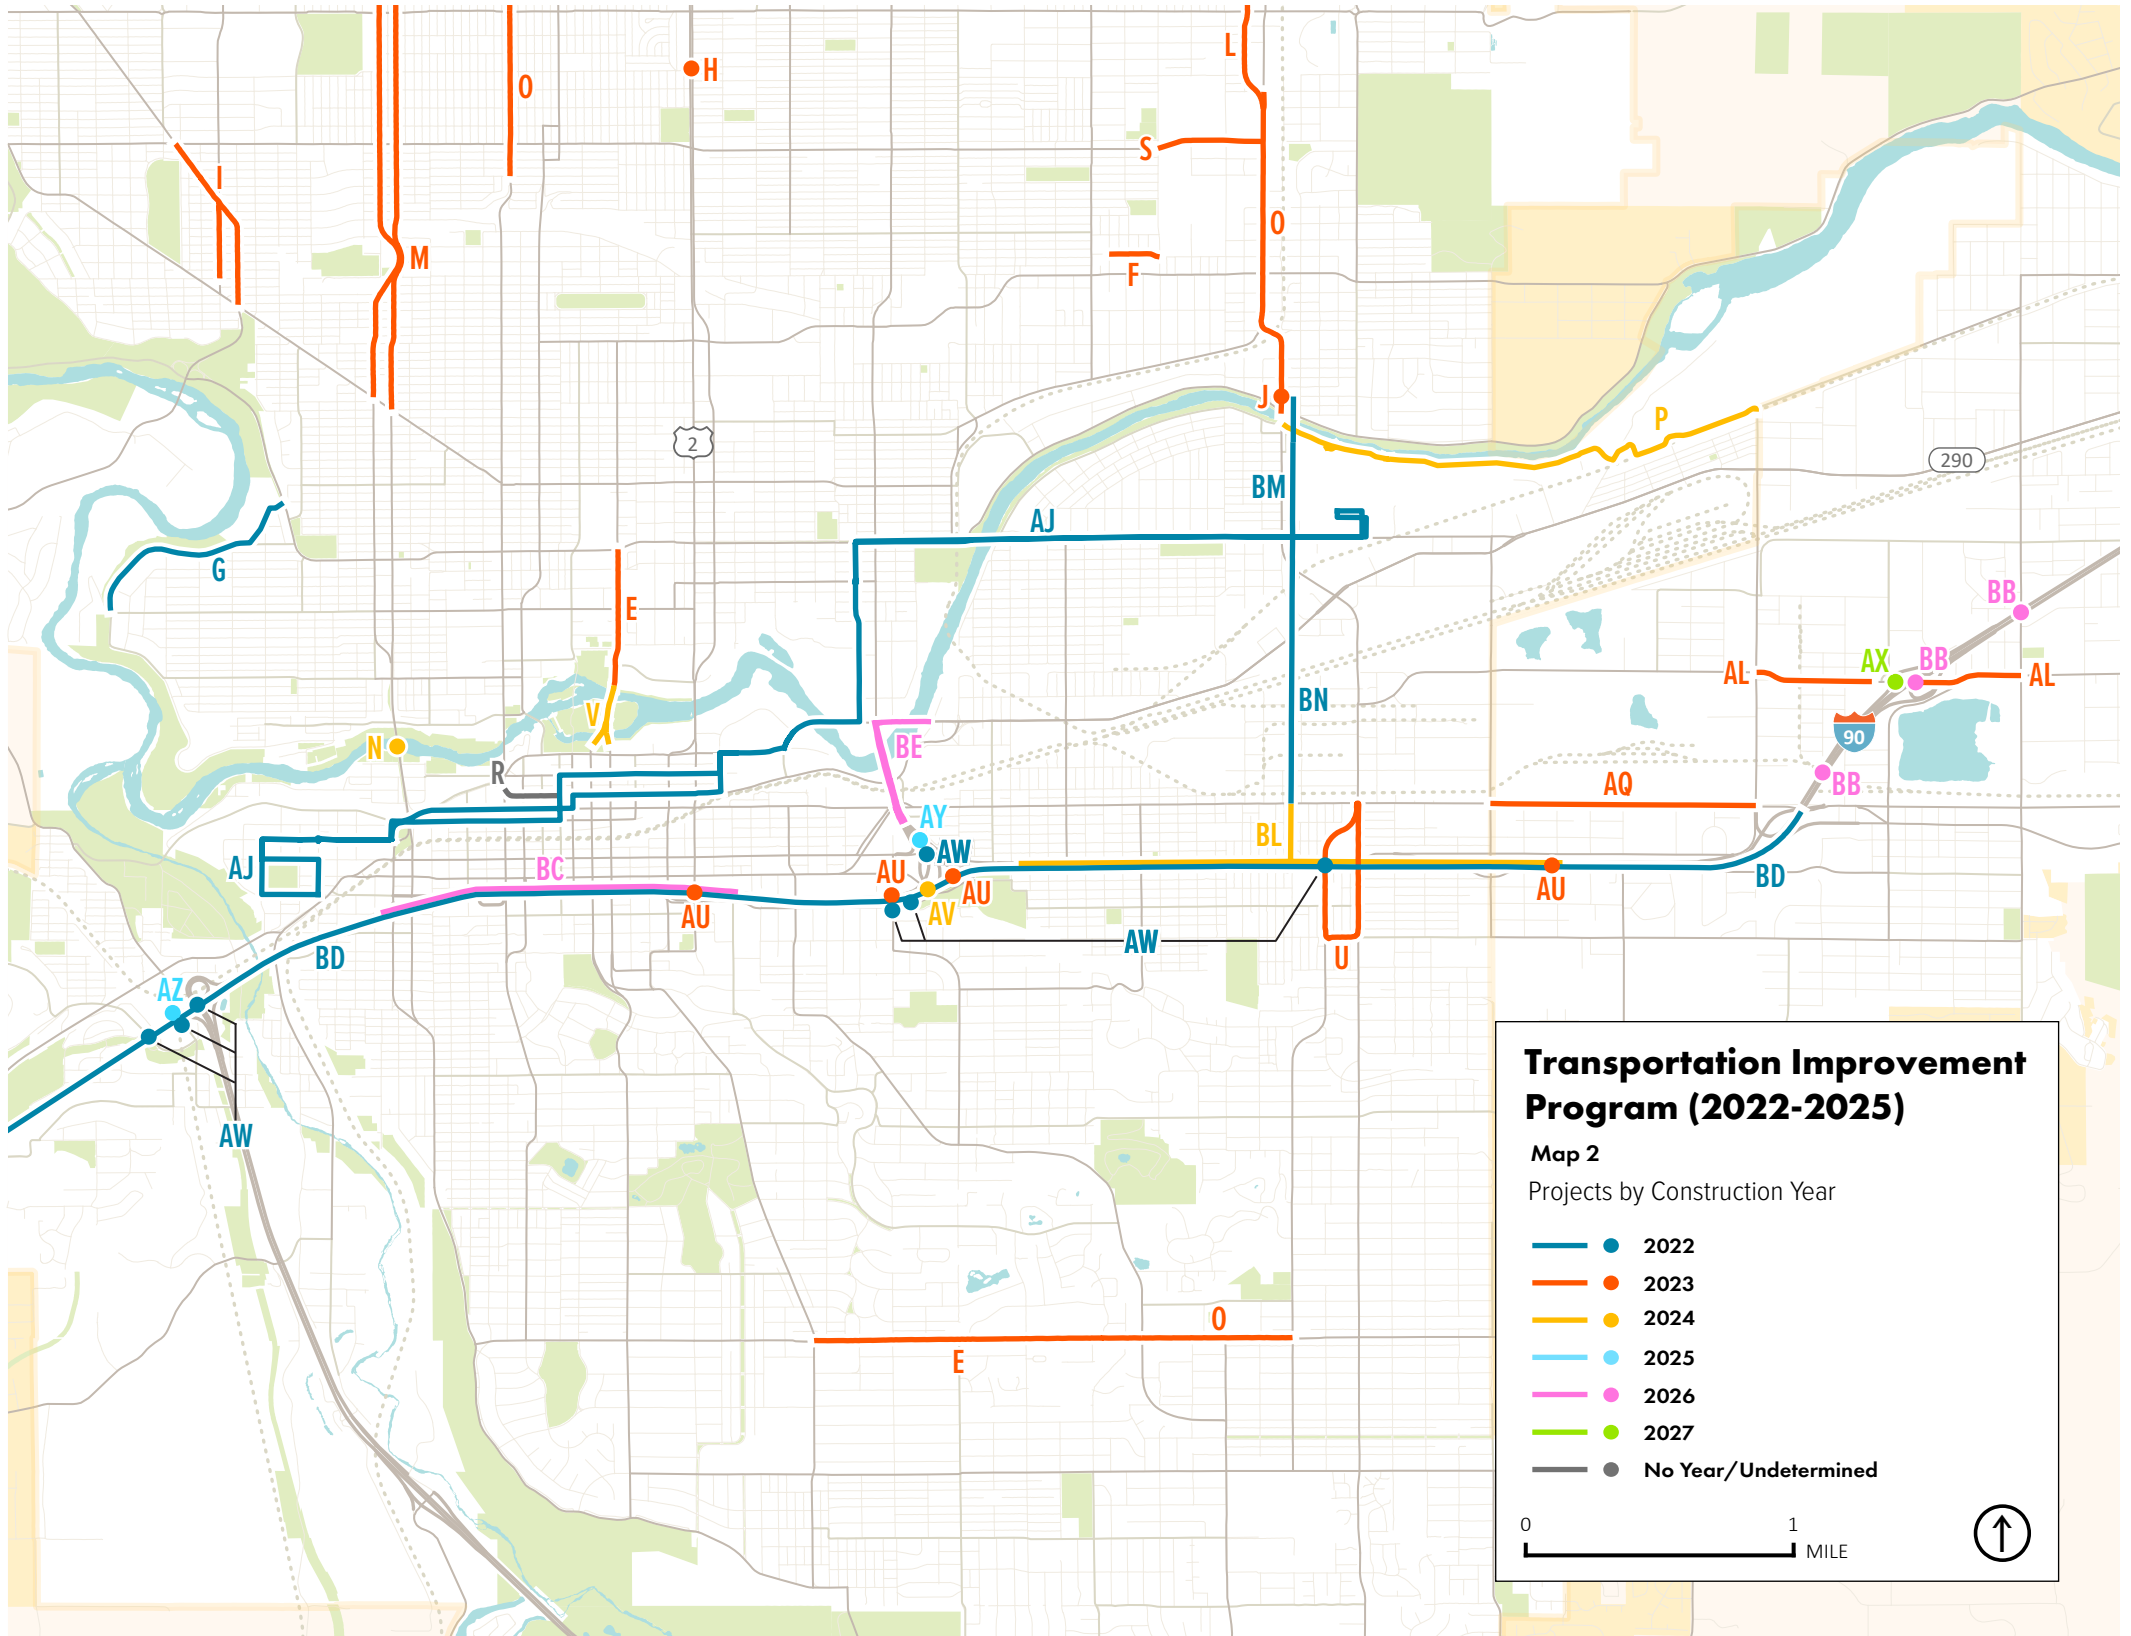 L
H
O
S
I
O
M
F
J
P
2
290
BM
AJ
G
BB
E
AX
BB
AL
AL
BN
V
90
N
BE
R
BB
AQ
AY
BL
AW
AJ
BC
AU
BD
AU
AU
AV
AU
AW
U
BD
AZ
AW
O
E
Transportation Improvement
Program (2022-2025)
Map 2
Projects by Construction Year
2022
2023
2024
2025
2026
2027
No Year/Undetermined
0 1
MILE